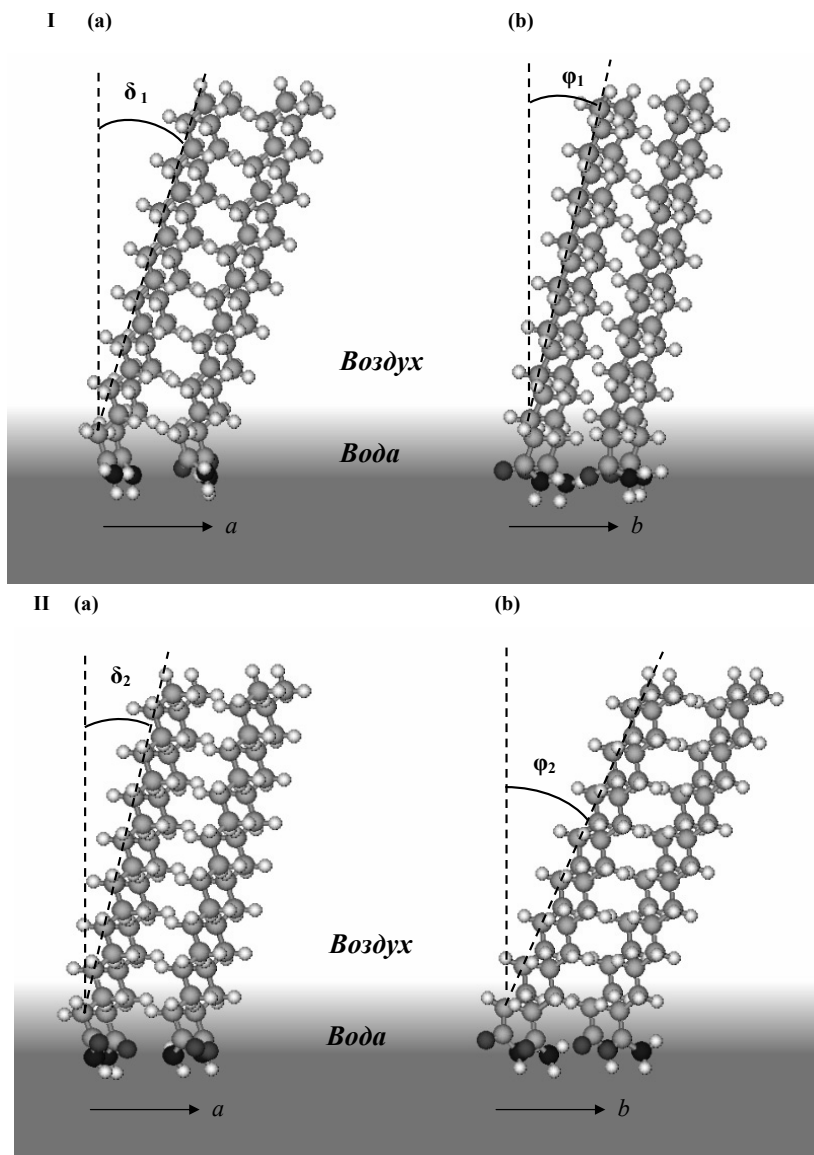 I (a) (b)
δ 1 φ1
Воздух
Вода
a b
II (a) (b)
δ2 φ2
Воздух
Вода
a b